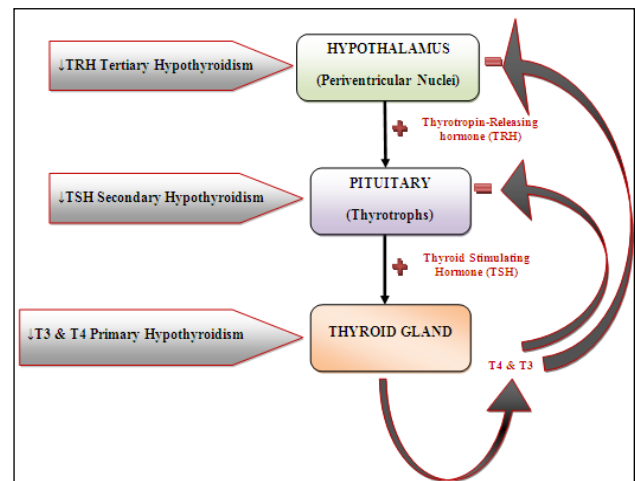 HYPOTHALAMUS
(Periventricular Nuclei)
↓TRH Tertiary Hypothyroidism
Thyrotropin-Releasing
hormone (TRH)
PITUITARY
(Thyrotrophs)
↓TSH Secondary Hypothyroidism
Thyroid Stimulating
Hormone (TSH)
THYROID GLAND
↓T3 & T4 Primary Hypothyroidism
T4 & T3